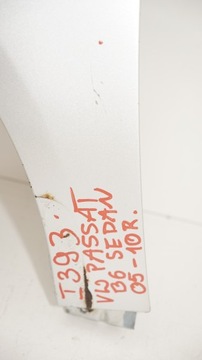 T393.
VW PASSAT
B6 SEDAN
05-10R.